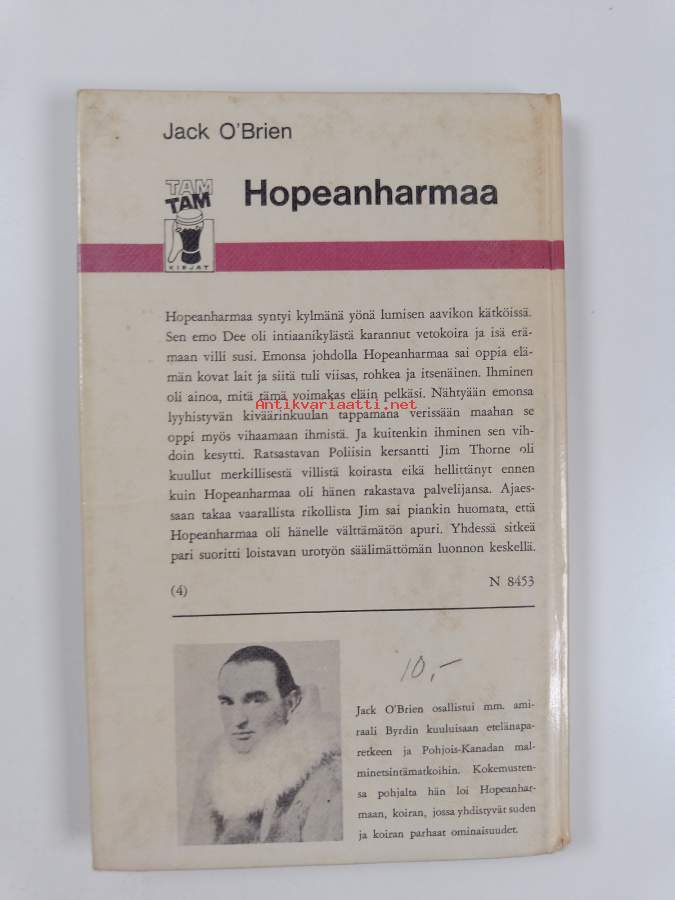 Jack O'Brien
TAM
TAM
KIRJAT
Hopeanharmaa
Hopeanharmaa syntyi kylmänä yönä lumisen aavikon kätköissä.
Sen emo Dee oli intiaanikylästä karannut vetokoira ja isä erä-
maan villi susi. Emonsa johdolla Hopeanharmaa sai oppia elä-
män kovat lait ja siitä tuli viisas, rohkea ja itsenäinen. Ihminen
oli ainoa, mitä tämä voimakas eläin pelkäsi. Nähtyään emonsa
Antikvariaatti.net
lyyhistyvän kiväärinkuulan tappamana verissään maahan se
oppi myös vihaamaan ihmistä. Ja kuitenkin ihminen sen vih-
doin kesytti. Ratsastavan Poliisin kersantti Jim Thorne oli
kuullut merkillisestä villistä koirasta eikä hellittänyt ennen
kuin Hopeanharmaa oli hänen rakastava palvelijansa. Ajaes-
saan takaa vaarallista rikollista Jim sai piankin huomata, että
Hopeanharmaa oli hänelle välttämätön apuri. Yhdessä sitkeä
pari suoritti loistavan urotyön säälimättömän luonnon keskellä.
(4) N 8453
10,-
Jack O'Brien osallistui mm. ami-
raali Byrdin kuuluisaan etelänapa-
retkeen ja Pohjois-Kanadan mal-
minetsintämatkoihin. Kokemusten-
sa pohjalta hän loi Hopeanhar-
maan, koiran, jossa yhdistyvät suden
ja koiran parhaat ominaisuudet.